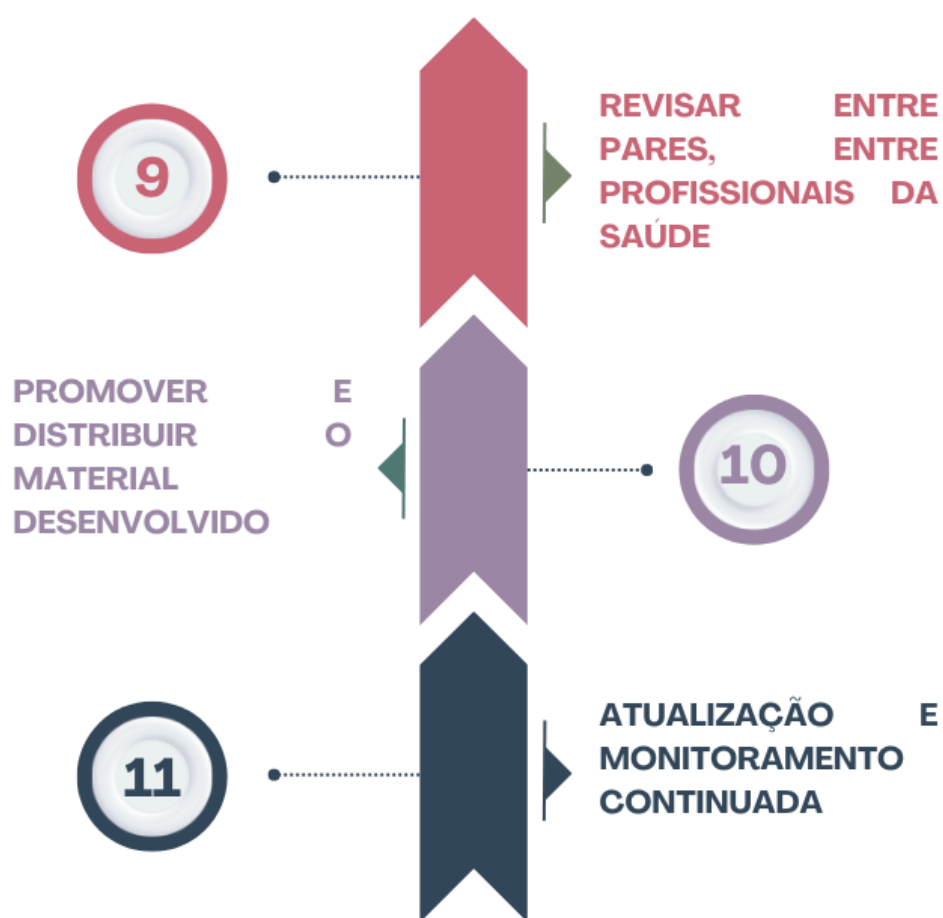 9
REVISAR ENTRE
PARES, ENTRE
PROFISSIONAIS DA
SAÚDE
PROMOVER E
DISTRIBUIR O
MATERIAL
DESENVOLVIDO
10
11
ATUALIZAÇÃO E
MONITORAMENTO
CONTINUADA